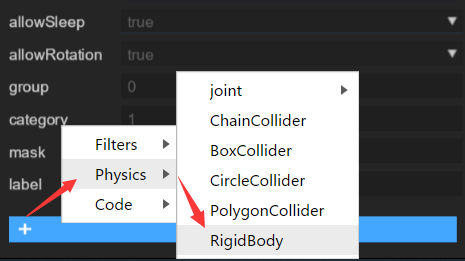 allowSleep true
allowRotation true
group 0
category 1
mask
label
+
Filters
Physics
Code
joint
ChainCollider
BoxCollider
CircleCollider
PolygonCollider
RigidBody